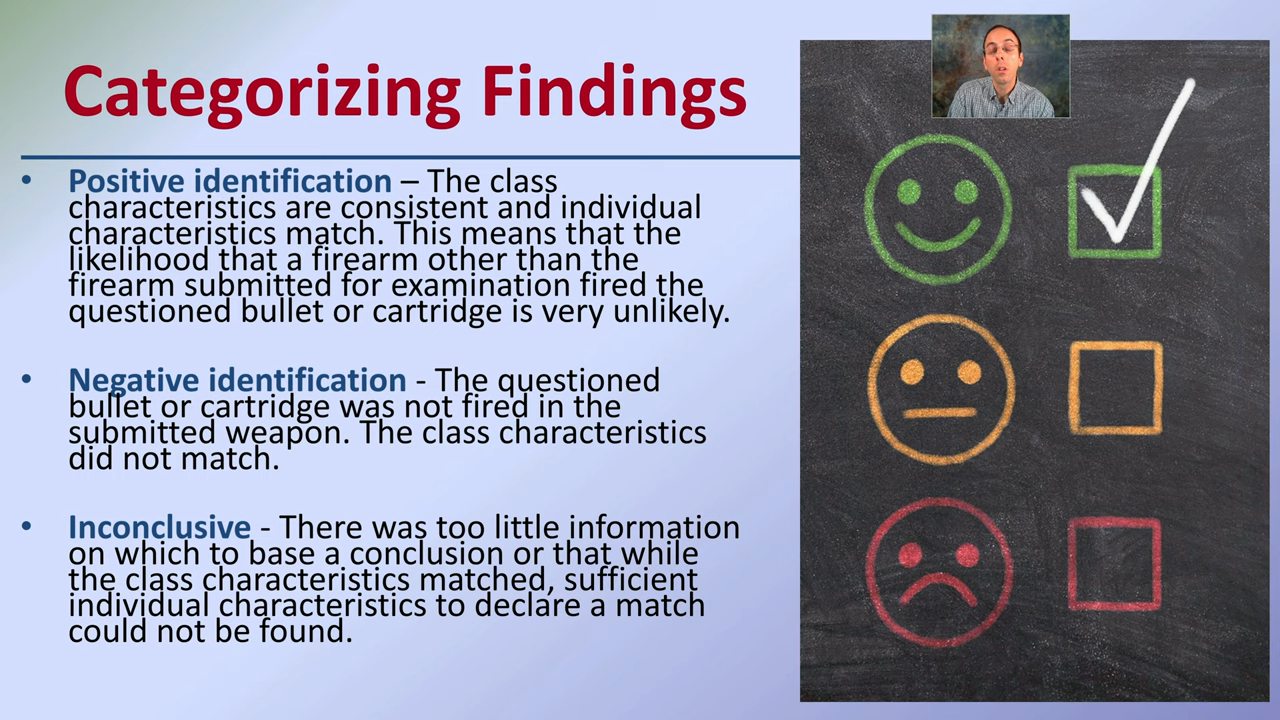 Categorizing Findings
• Positive identification – The class
characteristics are consistent and individual
characteristics match. This means that the
likelihood that a firearm other than the
firearm submitted for examination fired the
questioned bullet or cartridge is very unlikely.
• Negative identification - The questioned
bullet or cartridge was not fired in the
submitted weapon. The class characteristics
did not match.
• Inconclusive - There was too little information
on which to base a conclusion or that while
the class characteristics matched, sufficient
individual characteristics to declare a match
could not be found.